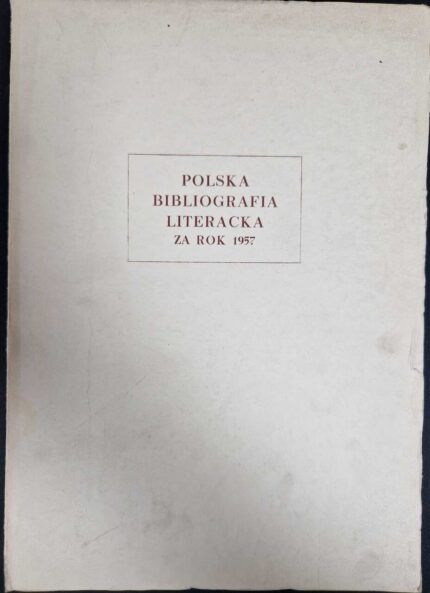 POLSKA
BIBLIOGRAFIA
LITERACKA
ZA ROK 1957